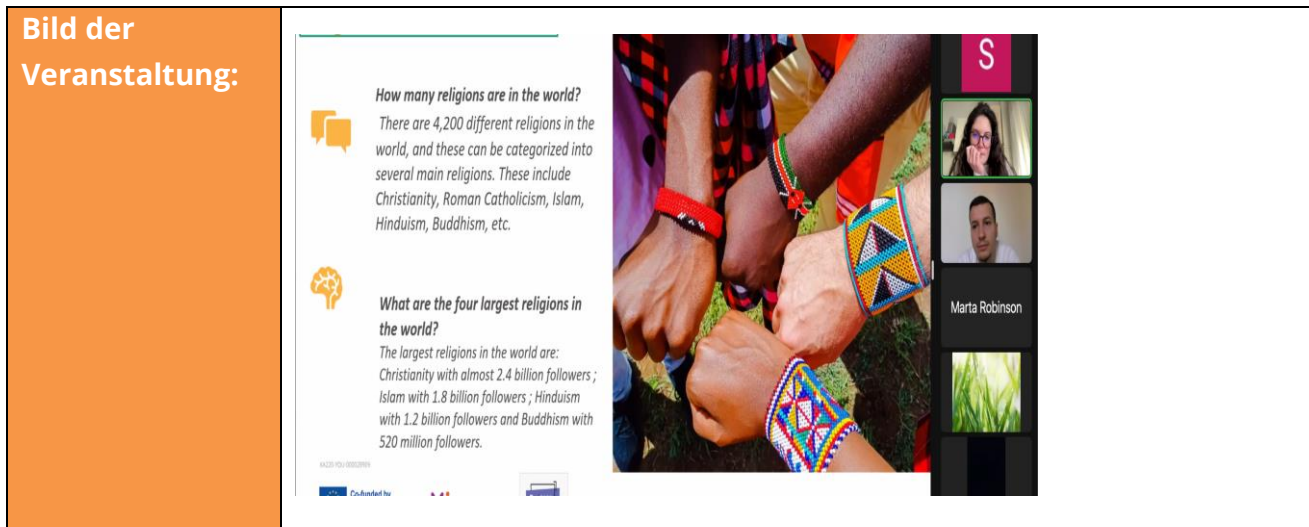 Bild der
Veranstaltung:
How many religions are in the world?
There are 4,200 different religions in the
world, and these can be categorized into
several main religions. These include
Christianity, Roman Catholicism, Islam,
Hinduism, Buddhism, etc.
What are the four largest religions in
the world?
The largest religions in the world are:
Christianity with almost 2.4 billion followers ;
Islam with 1.8 billion followers ; Hinduism
with 1.2 billion followers and Buddhism with
520 million followers.
Co-funded by
S
Marta Robinson